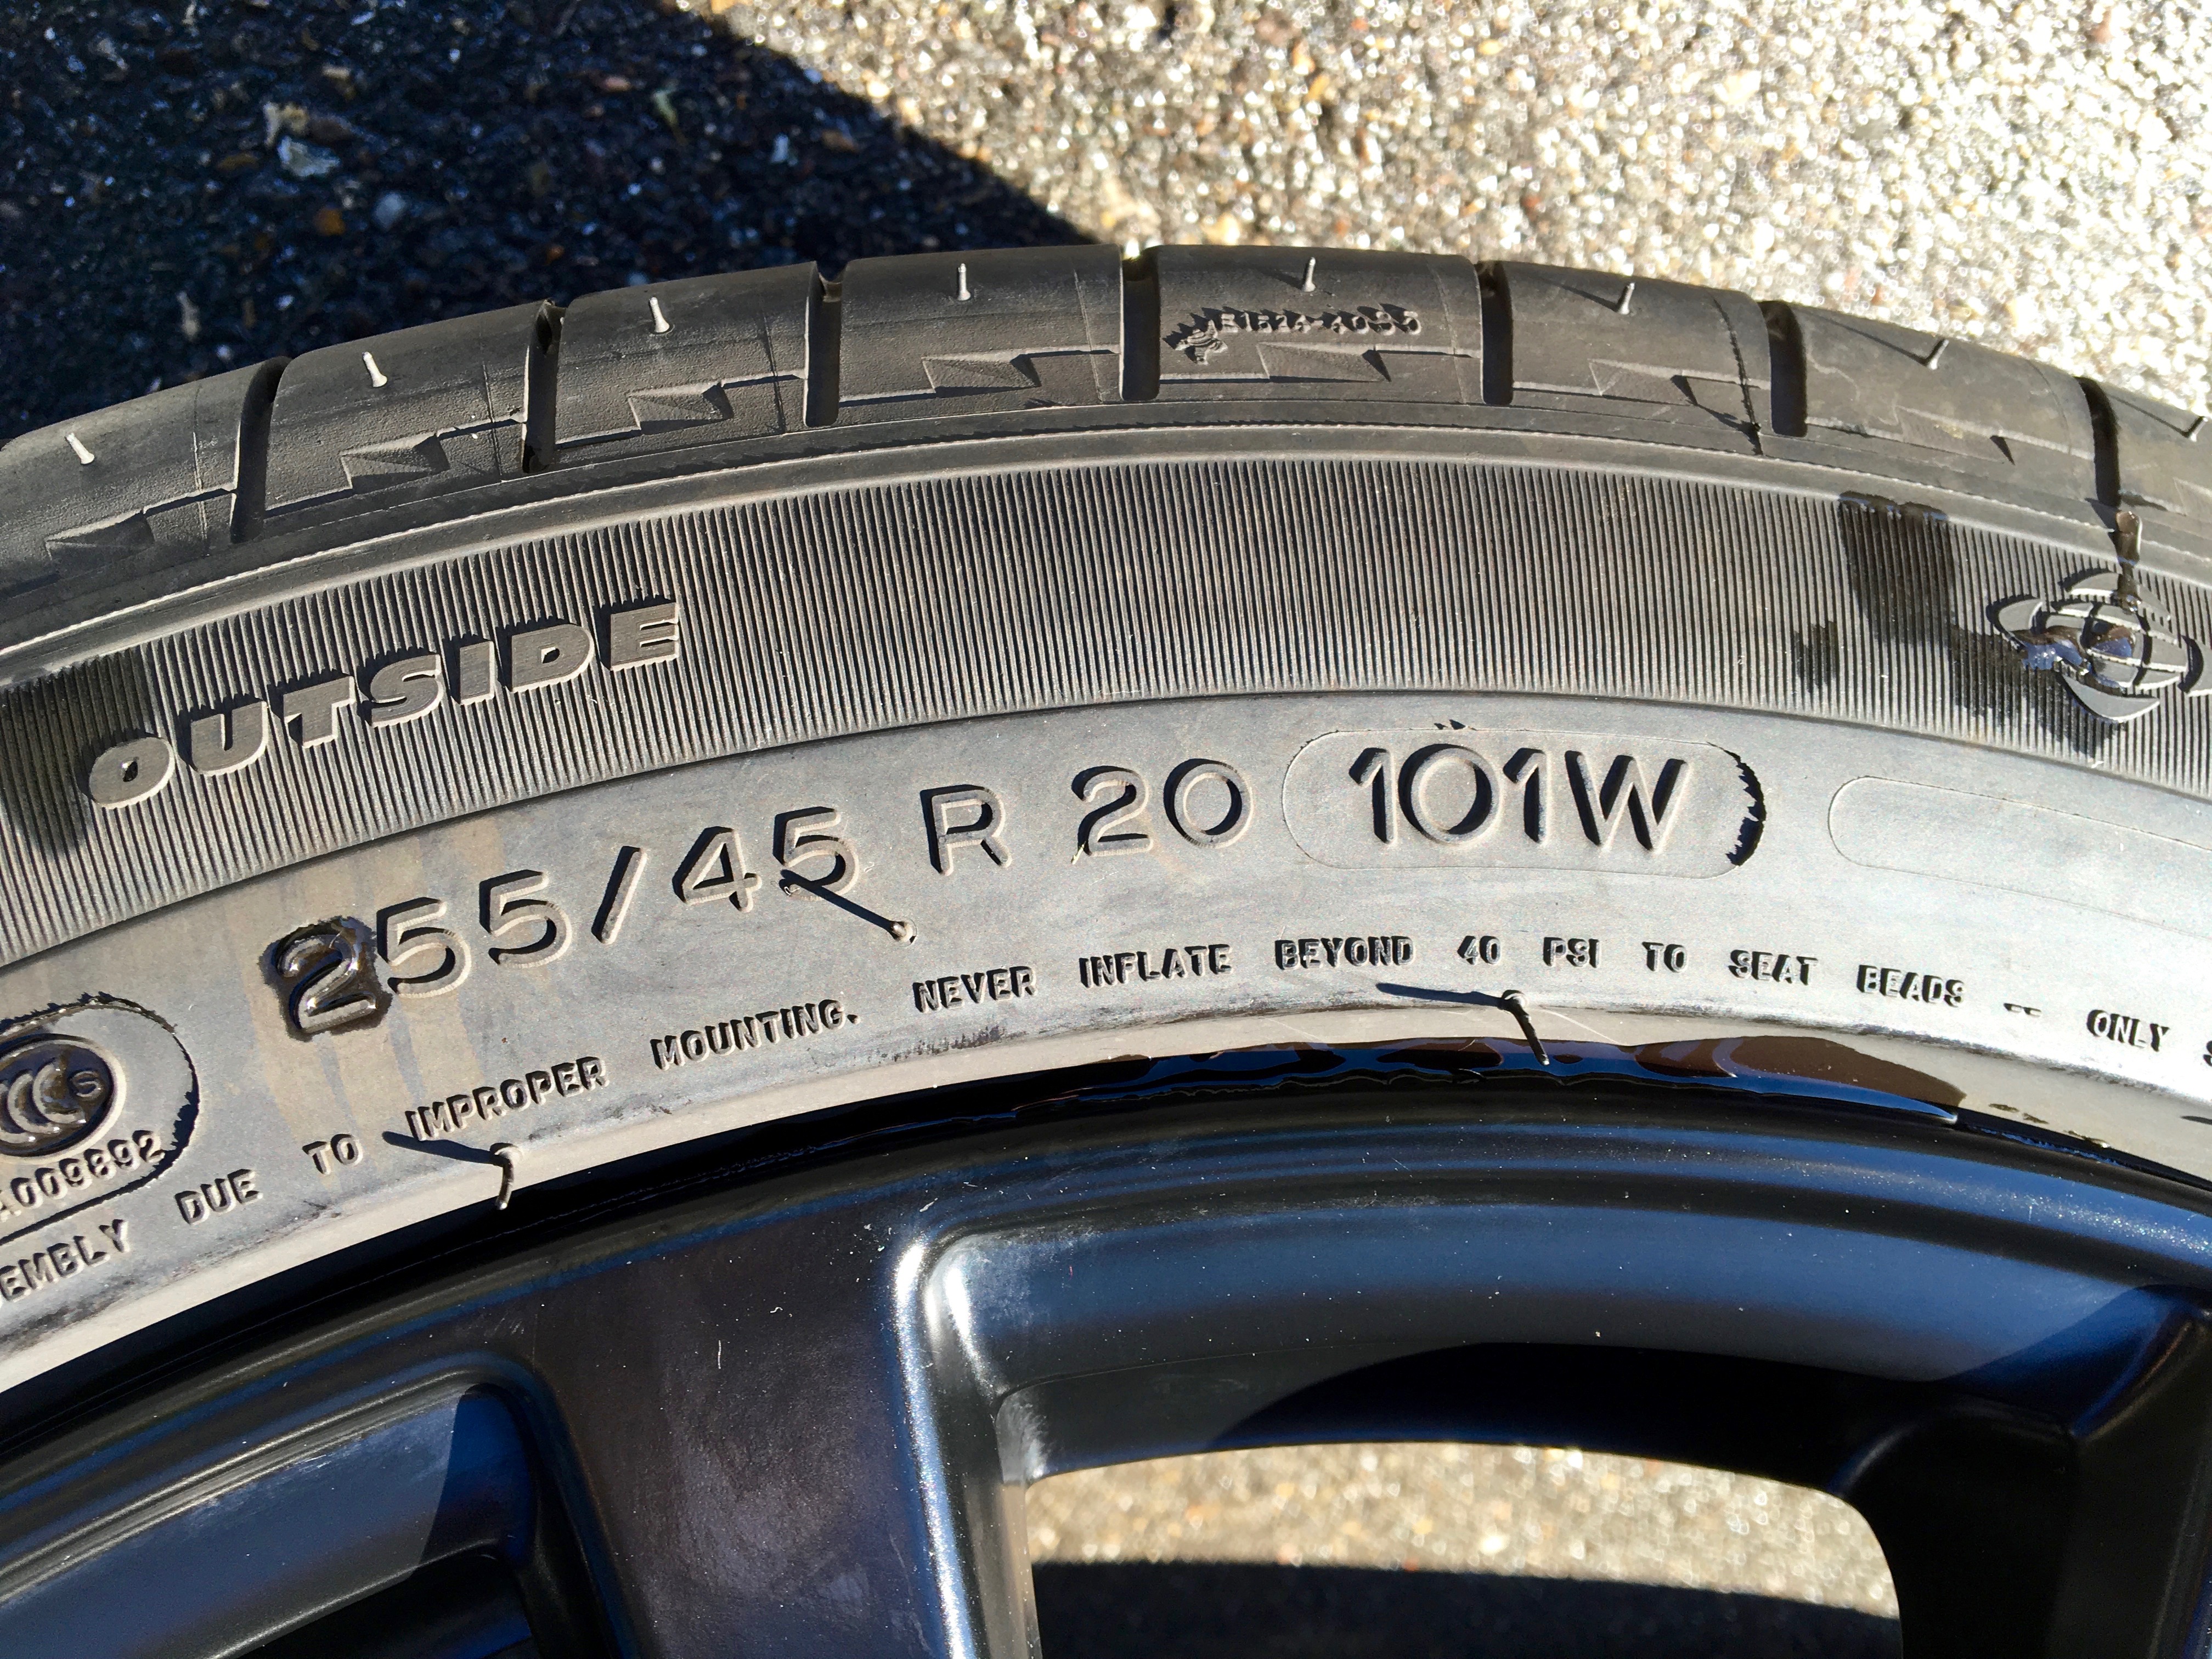 OUTSIDE
255/45 R 20 101W
A009892
EMBLY DUE TO IMPROPER MOUNTING. NEVER INFLATE BEYOND 40 PSI TO SEAT BEADS -- ONLY